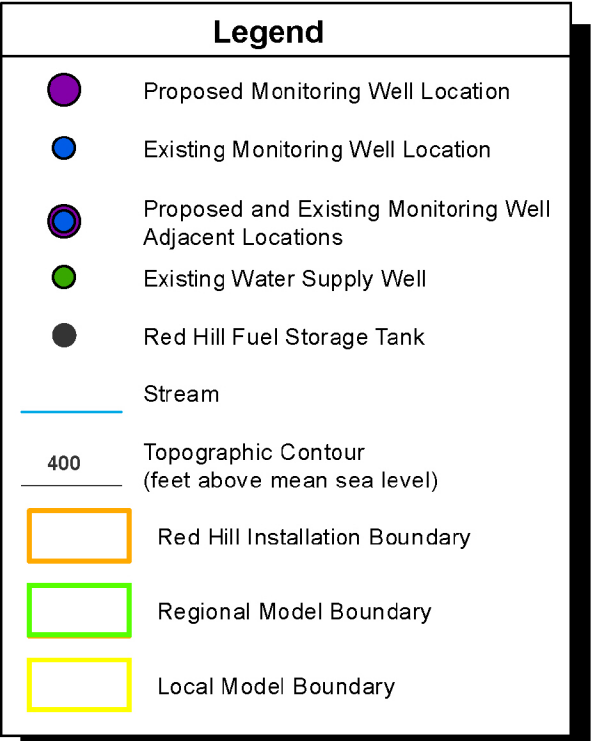 Legend
Proposed Monitoring Well Location
Existing Monitoring Well Location
Proposed and Existing Monitoring Well
Adjacent Locations
Existing Water Supply Well
Red Hill Fuel Storage Tank
Stream
400
Topographic Contour
(feet above mean sea level)
Red Hill Installation Boundary
Regional Model Boundary
Local Model Boundary